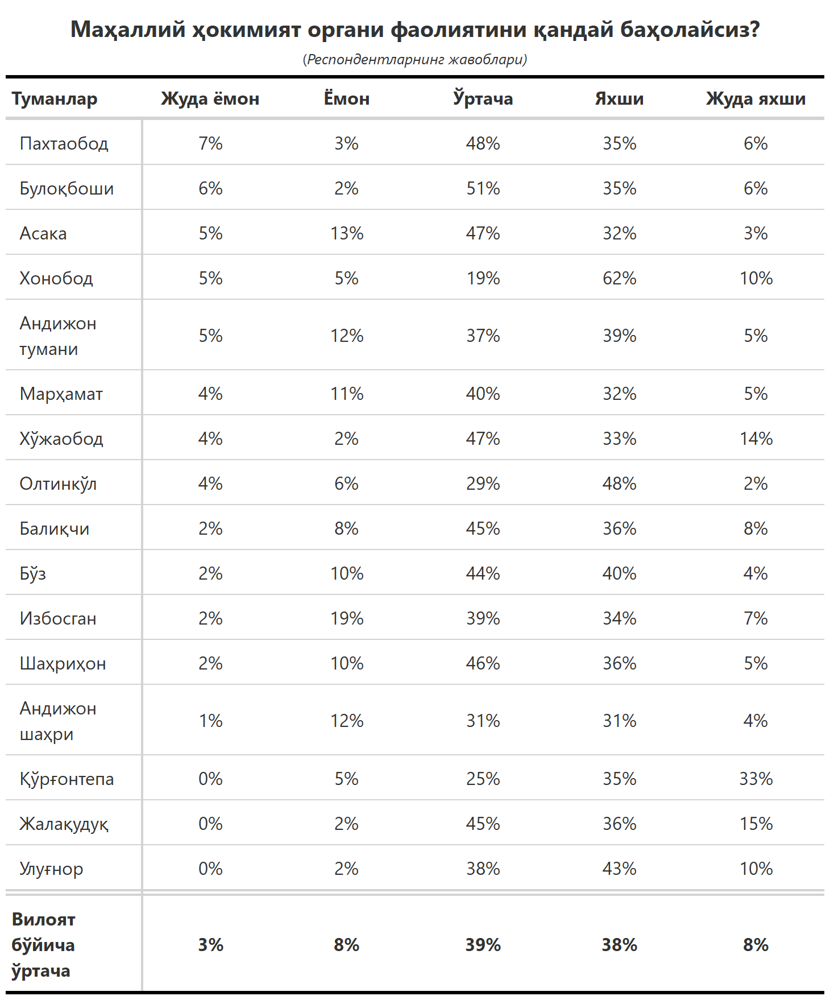 Маҳаллий ҳокимият органи фаолиятини қандай баҳолайсиз?
(Респондентларнинг жавоблари)
Туманлар Жуда ёмон Ёмон Ўртача Яхши Жуда яхши
Пахтаобод 7% 3% 48% 35% 6%
Булоқбоши 6% 2% 51% 35% 6%
Асака 5% 13% 47% 32% 3%
Хонобод 5% 5% 19% 62% 10%
Андижон
тумани 5% 12% 37% 39% 5%
Марҳамат 4% 11% 40% 32% 5%
Хўжаобод 4% 2% 47% 33% 14%
Олтинкўл 4% 6% 29% 48% 2%
Балиқчи 2% 8% 45% 36% 8%
Бўз 2% 10% 44% 40% 4%
Избосган 2% 19% 39% 34% 7%
Шаҳриҳон 2% 10% 46% 36% 5%
Андижон
шаҳри 1% 12% 31% 31% 4%
Қўрғонтепа 0% 5% 25% 35% 33%
Жалақудуқ 0% 2% 45% 36% 15%
Улуғнор 0% 2% 38% 43% 10%
Вилоят
бўйича 3% 8% 39% 38% 8%
ўртача